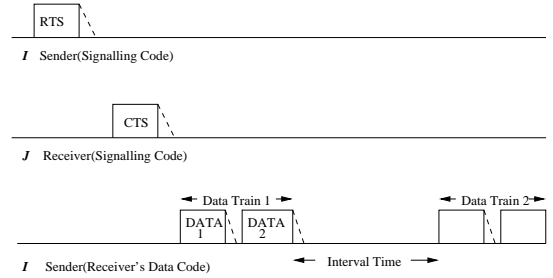 RTS
I Sender(Signalling Code)
CTS
J Receiver(Signalling Code)
Data Train 1
Data Train 2
DATA 1
DATA 2
Interval Time
I Sender(Receiver's Data Code)